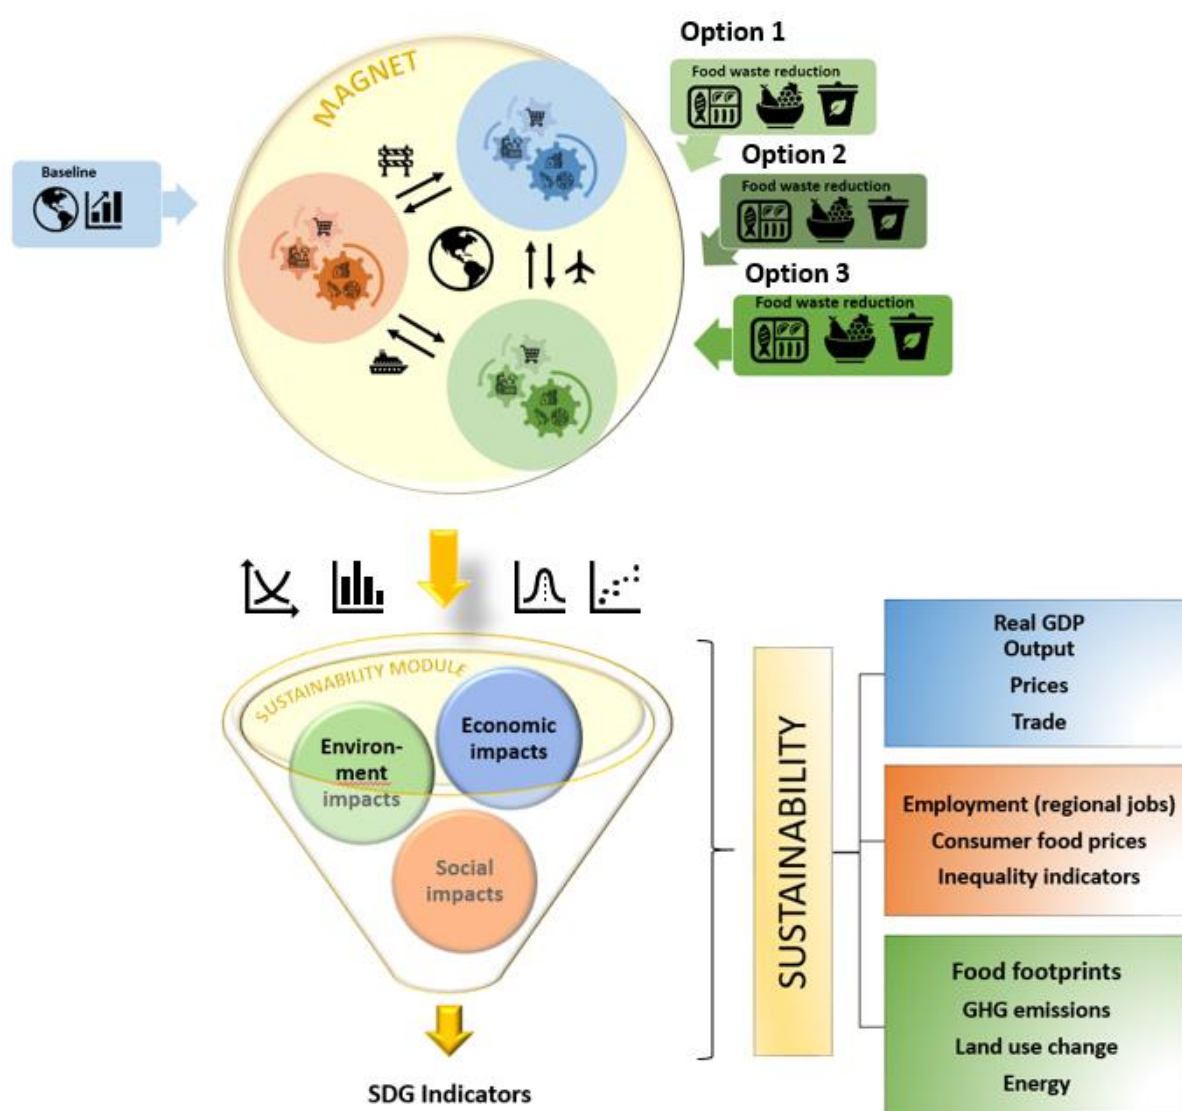 Option 1
MAGNET
Food waste reduction
Option 2
Baseline
Food waste reduction
Option 3
Food waste reduction
SUSTAINABILITY MODULE
Environ-
ment
impacts
Economic
impacts
Social
impacts
SDG Indicators
SUSTAINABILITY
Real GDP
Output
Prices
Trade
Employment (regional jobs)
Consumer food prices
Inequality indicators
Food footprints
GHG emissions
Land use change
Energy